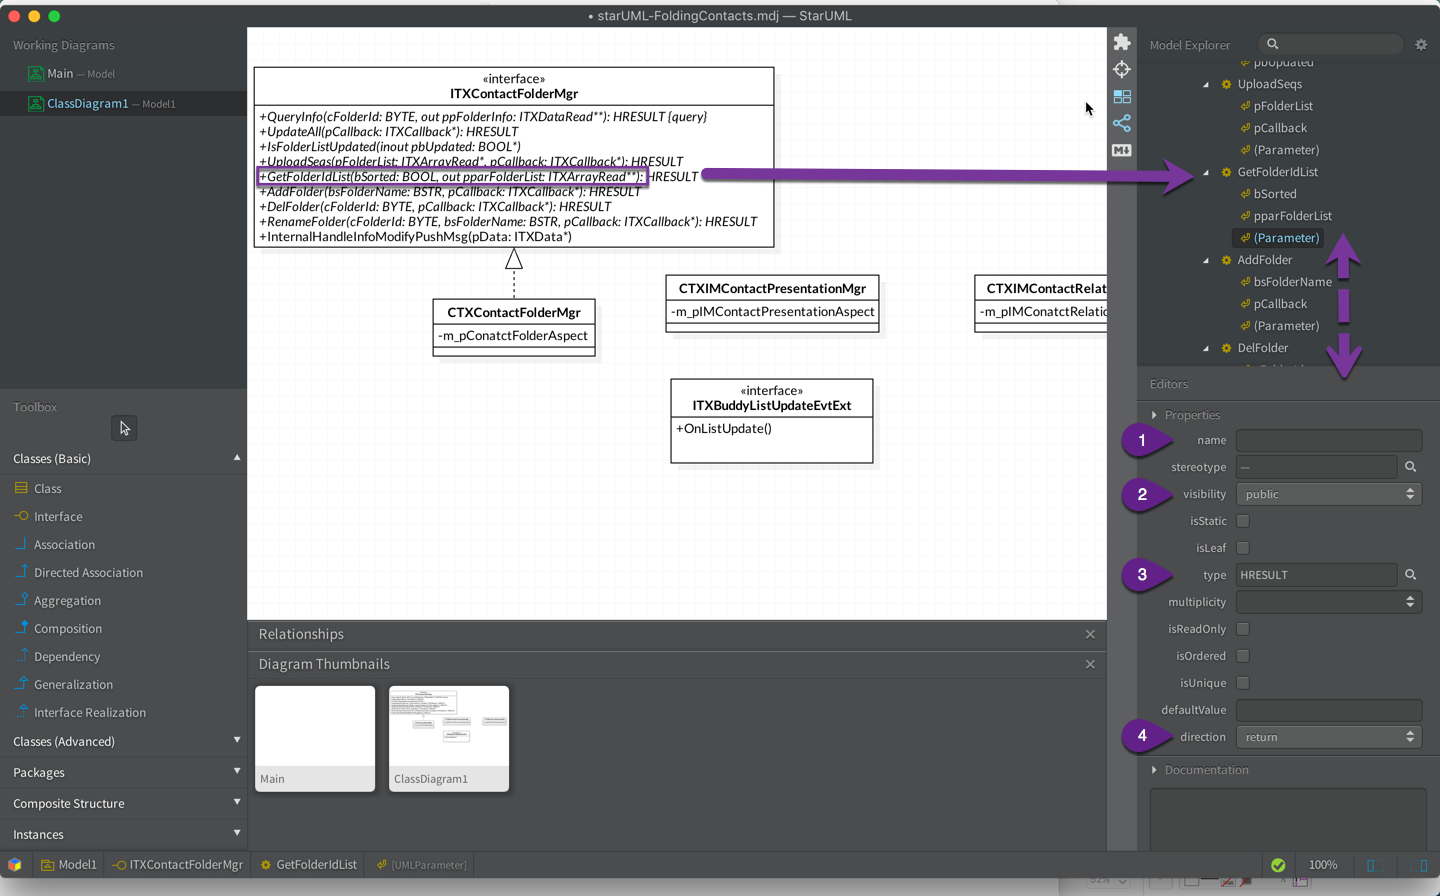 • starUML-FoldingContacts.mdj — StarUML
Working Diagrams
Main — Model
ClassDiagram1 — Model1
«interface»
ITXContactFolderMgr
+QueryInfo(cFolderId: BYTE, out ppFolderInfo: ITXDataRead**): HRESULT {query}
+UpdateAll(pCallback: ITXCallback*): HRESULT
+IsFolderListUpdated(inout pbUpdated: BOOL*)
+UploadSeqs(pFolderList: ITXArrayRead*, pCallback: ITXCallback*): HRESULT
+GetFolderIdList(bSorted: BOOL, out pparFolderList: ITXArrayRead**): HRESULT
+AddFolder(bsFolderName: BSTR, pCallback: ITXCallback*): HRESULT
+DelFolder(cFolderId: BYTE, pCallback: ITXCallback*): HRESULT
+RenameFolder(cFolderId: BYTE, bsFolderName: BSTR, pCallback: ITXCallback*): HRESULT
+InternalHandleInfoModifyPushMsg(pData: ITXData*)
CTXContactFolderMgr
-m_pConatctFolderAspect
CTXIMContactPresentationMgr
-m_pIMContactPresentationAspect
CTXIMContactRelat
-m_pIMConatctRelatic
«interface»
ITXBuddyListUpdateEvtExt
+OnListUpdate()
Toolbox
Classes (Basic)
Class
Interface
Association
Directed Association
Aggregation
Composition
Dependency
Generalization
Interface Realization
Classes (Advanced)
Packages
Composite Structure
Instances
Relationships
Diagram Thumbnails
Main
ClassDiagram1
M
Model Explorer
pbUpdated
UploadSeqs
pFolderList
pCallback
(Parameter)
GetFolderIdList
bSorted
pparFolderList
(Parameter)
AddFolder
bsFolderName
pCallback
(Parameter)
DelFolder
Editors
Properties
1 name
stereotype —
2 visibility public
isStatic
isLeaf
3 type HRESULT
multiplicity
isReadOnly
isOrdered
isUnique
defaultValue
4 direction return
Documentation
Model1
ITXContactFolderMgr
GetFolderIdList
[UMLParameter]
100%